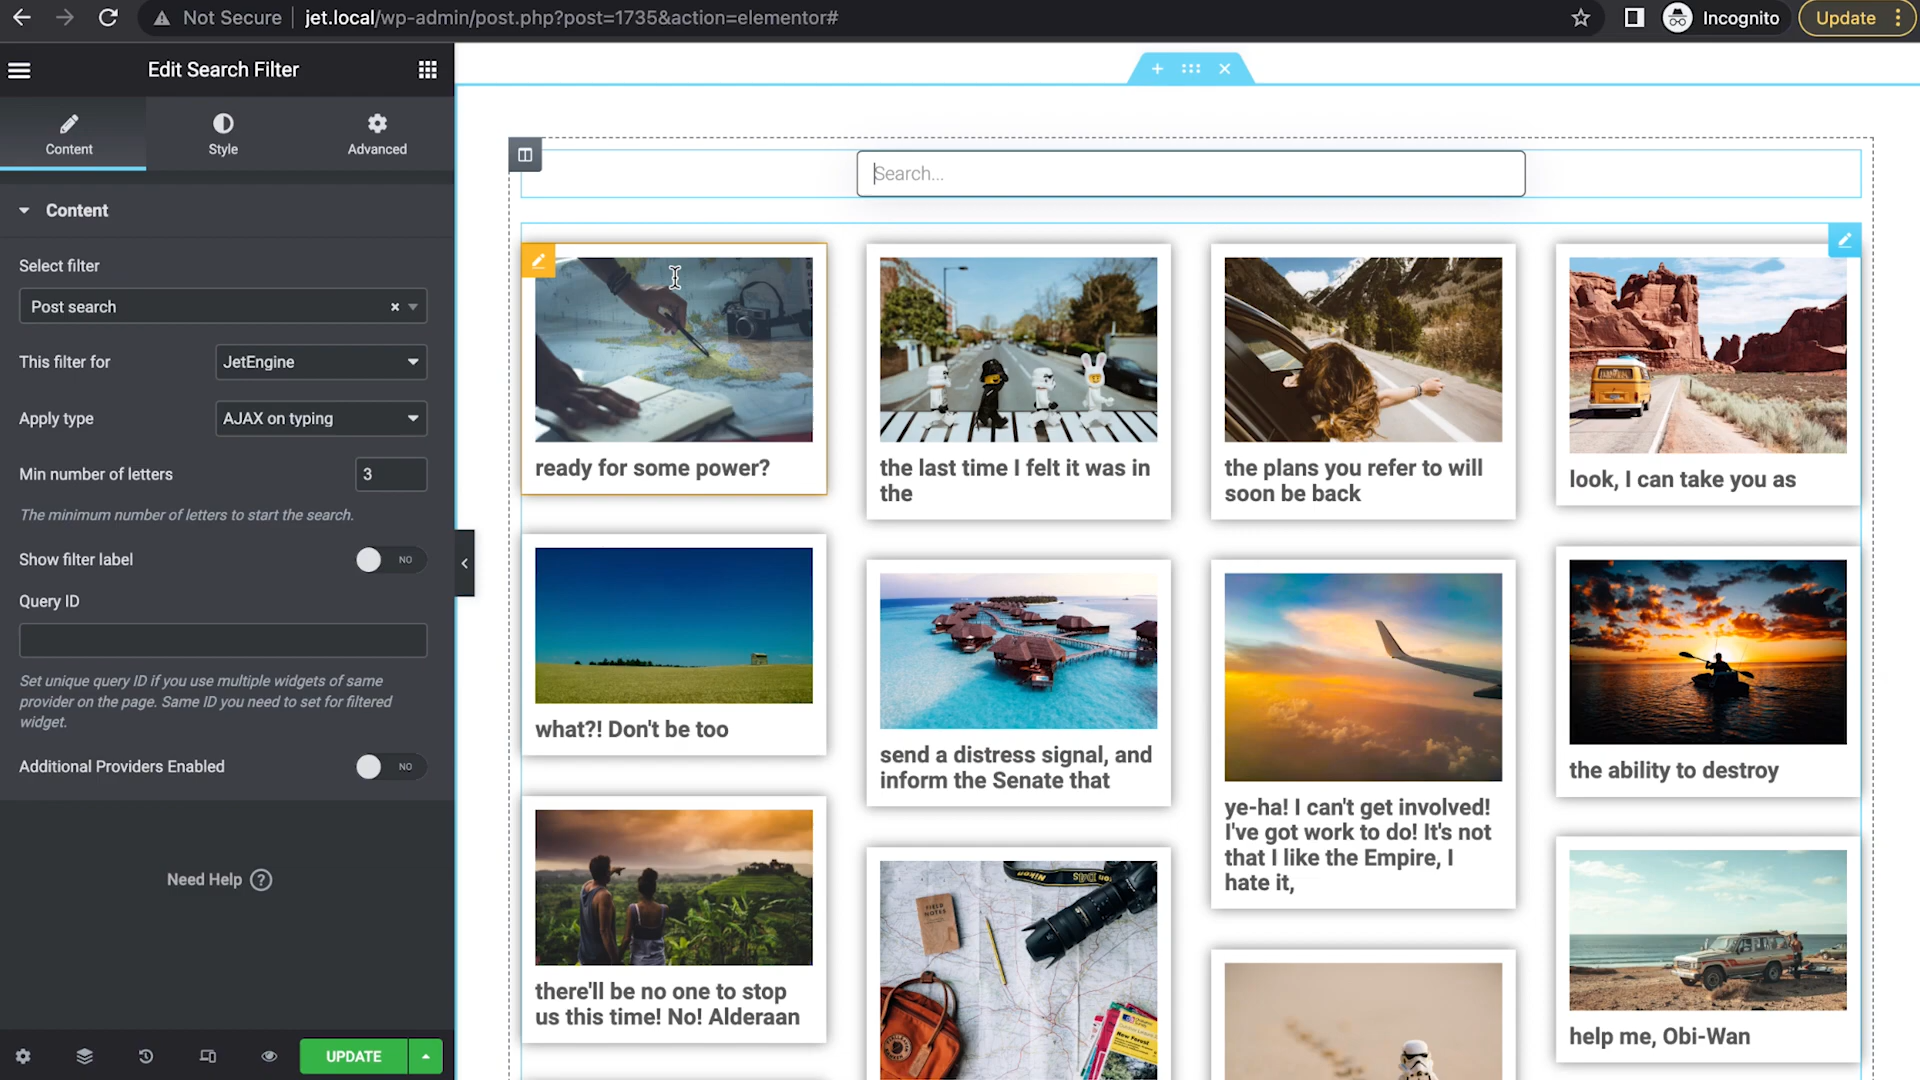 Not Secure
jet.local/wp-admin/post.php?post=1735&action=elementor#
Incognito
Update
Edit Search Filter
Content
Style
Advanced
Content
Select filter
Post search
This filter for
JetEngine
Apply type
AJAX on typing
Min number of letters
3
The minimum number of letters to start the search.
Show filter label
NO
Query ID
Set unique query ID if you use multiple widgets of same
provider on the page. Same ID you need to set for filtered
widget.
Additional Providers Enabled
NO
Need Help
UPDATE
Search...
ready for some power?
the last time I felt it was in
the
the plans you refer to will
soon be back
look, I can take you as
what?! Don't be too
send a distress signal, and
inform the Senate that
ye-ha! I can't get involved!
I've got work to do! It's not
that I like the Empire, I
hate it,
the ability to destroy
there'll be no one to stop
us this time! No! Alderaan
FIELD
NOTES
Nikon
D4s
New Forest
help me, Obi-Wan